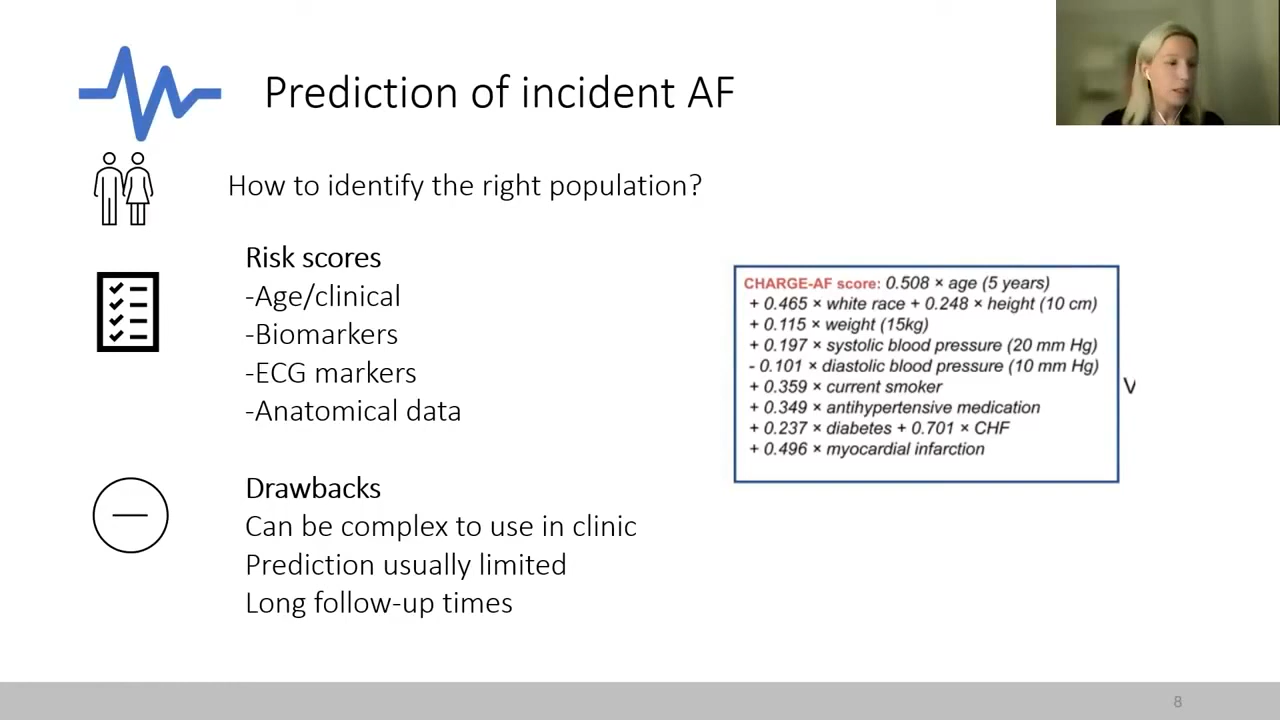 Prediction of incident AF
How to identify the right population?
Risk scores
-Age/clinical
-Biomarkers
-ECG markers
-Anatomical data
CHARGE-AF score: 0.508 × age (5 years)
+ 0.465 × white race + 0.248 × height (10 cm)
+ 0.115 × weight (15kg)
+ 0.197 × systolic blood pressure (20 mm Hg)
- 0.101 × diastolic blood pressure (10 mm Hg)
+ 0.359 × current smoker
+ 0.349 × antihypertensive medication
+ 0.237 × diabetes + 0.701 × CHF
+ 0.496 × myocardial infarction
Drawbacks
Can be complex to use in clinic
Prediction usually limited
Long follow-up times
8